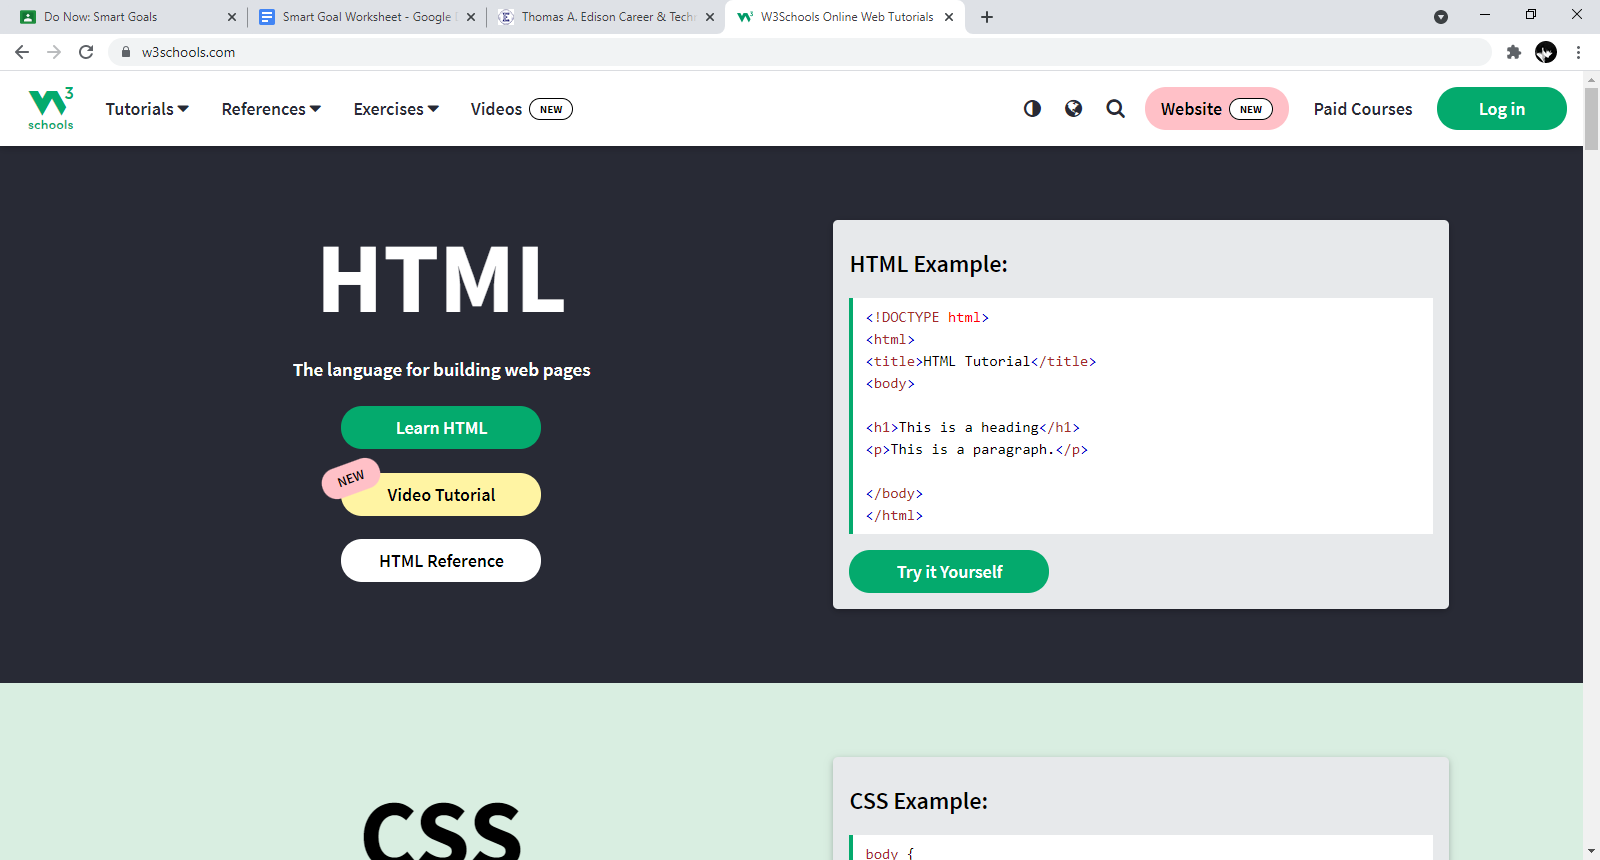 Do Now: Smart Goals
Smart Goal Worksheet - Google
Thomas A. Edison Career & Tech
W3Schools Online Web Tutorials
w3schools.com
W3 schools
Tutorials
References
Exercises
Videos NEW
Website NEW
Paid Courses
Log in
HTML
The language for building web pages
Learn HTML
NEW
Video Tutorial
HTML Reference
HTML Example:
<!DOCTYPE html>
<html>
<title>HTML Tutorial</title>
<body>
<h1>This is a heading</h1>
<p>This is a paragraph.</p>
</body>
</html>
Try it Yourself
CSS
CSS Example:
body {